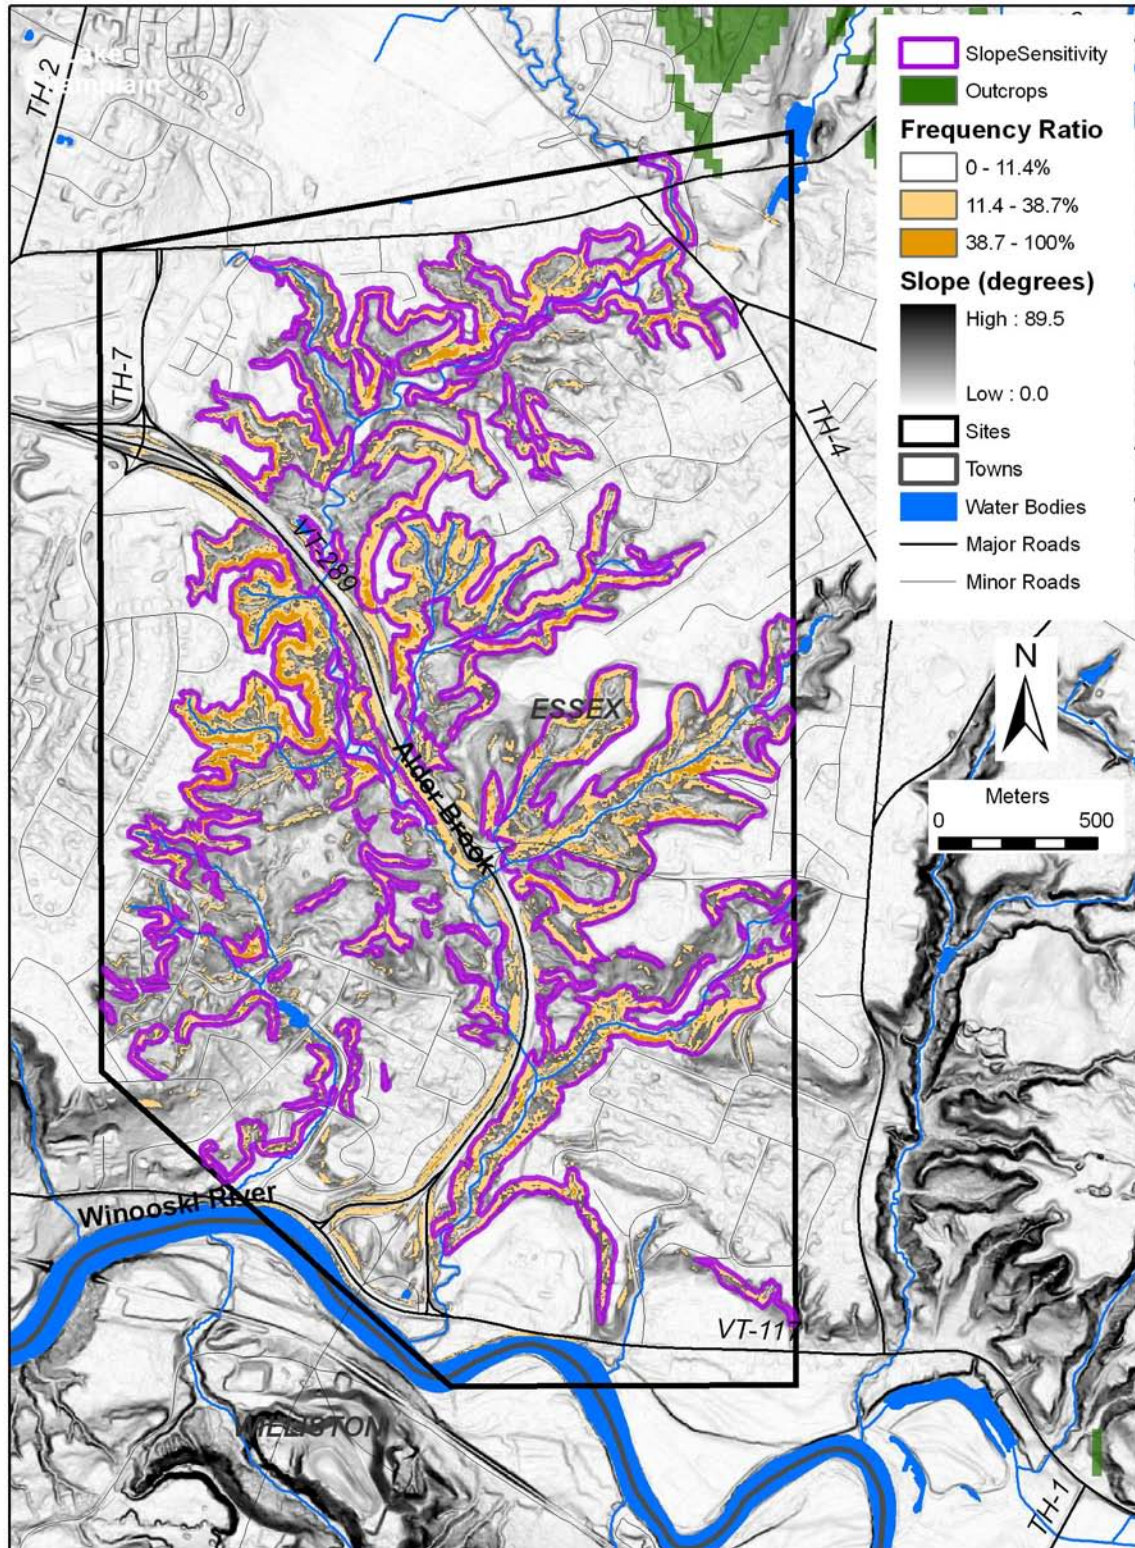 SlopeSensitivity
Outcrops
Frequency Ratio
0 - 11.4%
11.4 - 38.7%
38.7 - 100%
Slope (degrees)
High : 89.5
Low : 0.0
Sites
Towns
Water Bodies
Major Roads
Minor Roads
N
Meters
0 500
TH-2
TH-7
TH-4
VT-289
ESSEX
Alder Brook
Winooski River
VT-117
WILLISTON
TH-1